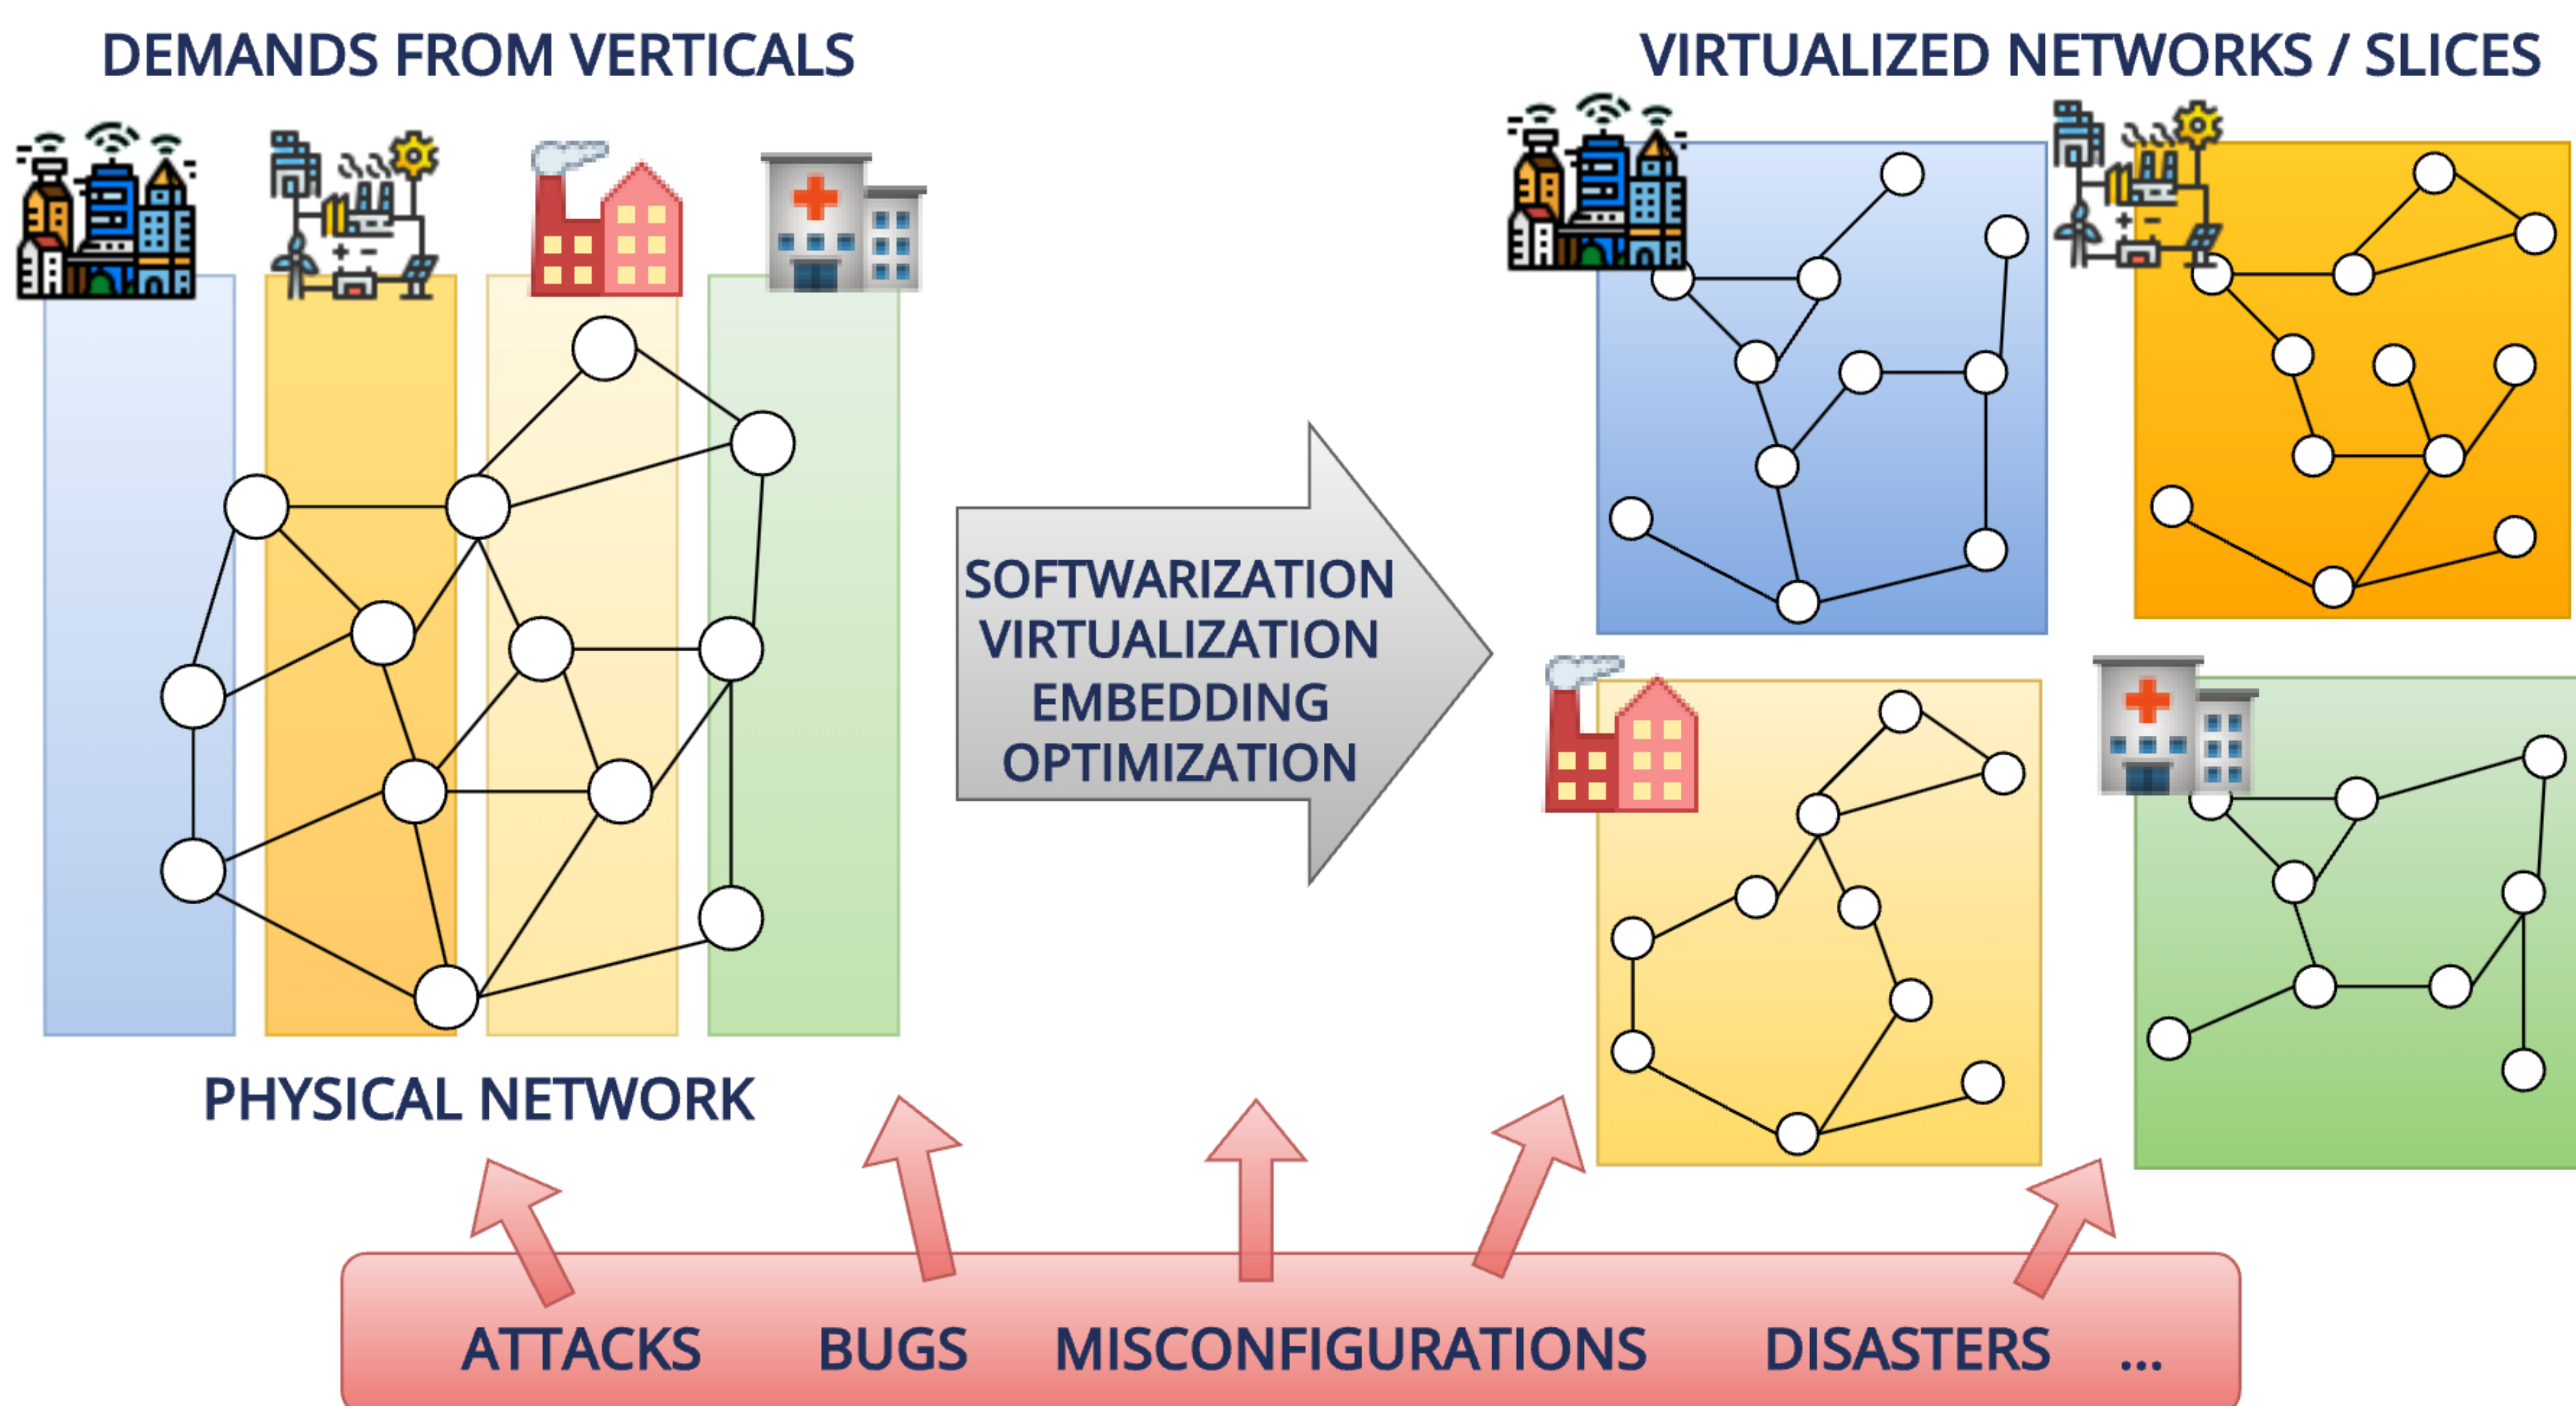 DEMANDS FROM VERTICALS
VIRTUALIZED NETWORKS / SLICES
SOFTWARIZATION
VIRTUALIZATION
EMBEDDING
OPTIMIZATION
PHYSICAL NETWORK
ATTACKS BUGS MISCONFIGURATIONS DISASTERS ...